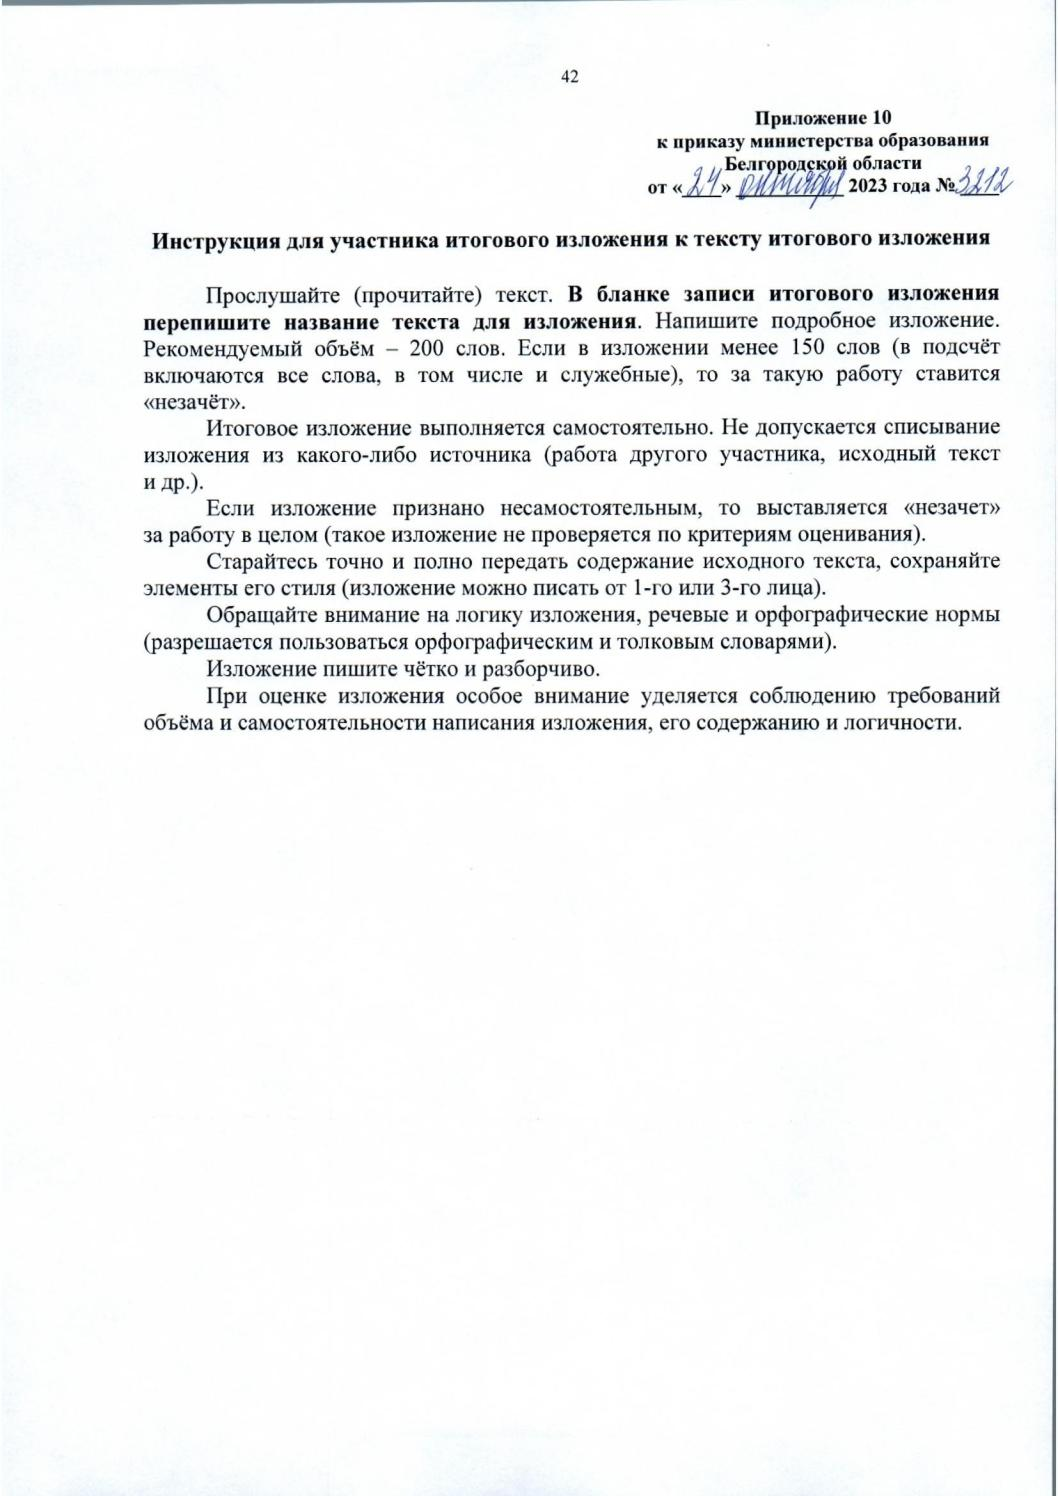 42
Приложение 10
к приказу министерства образования
Белгородской области
от «24» октября 2023 года № 3212
Инструкция для участника итогового изложения к тексту итогового изложения
Прослушайте (прочитайте) текст. В бланке записи итогового изложения
перепишите название текста для изложения. Напишите подробное изложение.
Рекомендуемый объём – 200 слов. Если в изложении менее 150 слов (в подсчёт
включаются все слова, в том числе и служебные), то за такую работу ставится
«незачёт».
Итоговое изложение выполняется самостоятельно. Не допускается списывание
изложения из какого-либо источника (работа другого участника, исходный текст
и др.).
Если изложение признано несамостоятельным, то выставляется «незачет»
за работу в целом (такое изложение не проверяется по критериям оценивания).
Старайтесь точно и полно передать содержание исходного текста, сохраняйте
элементы его стиля (изложение можно писать от 1-го или 3-го лица).
Обращайте внимание на логику изложения, речевые и орфографические нормы
(разрешается пользоваться орфографическим и толковым словарями).
Изложение пишите чётко и разборчиво.
При оценке изложения особое внимание уделяется соблюдению требований
объёма и самостоятельности написания изложения, его содержанию и логичности.